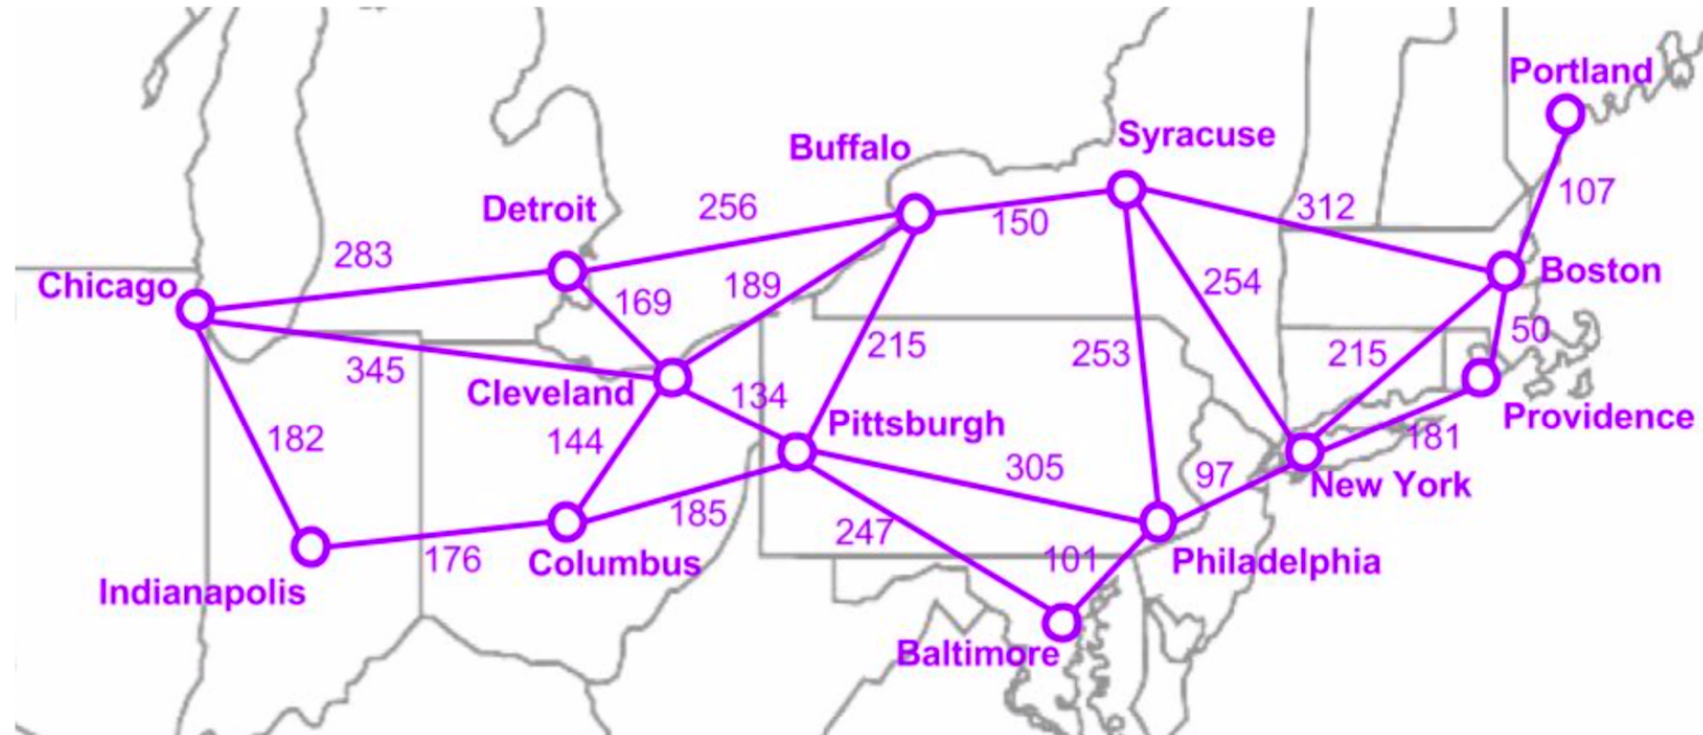 Portland
Syracuse
Buffalo
107
Detroit
256
312
150
283
Boston
Chicago
254
189
169
50
215
253
215
345
Cleveland
134
Providence
Pittsburgh
181
182
144
305
97
New York
185
247
101
176
Columbus
Philadelphia
Indianapolis
Baltimore